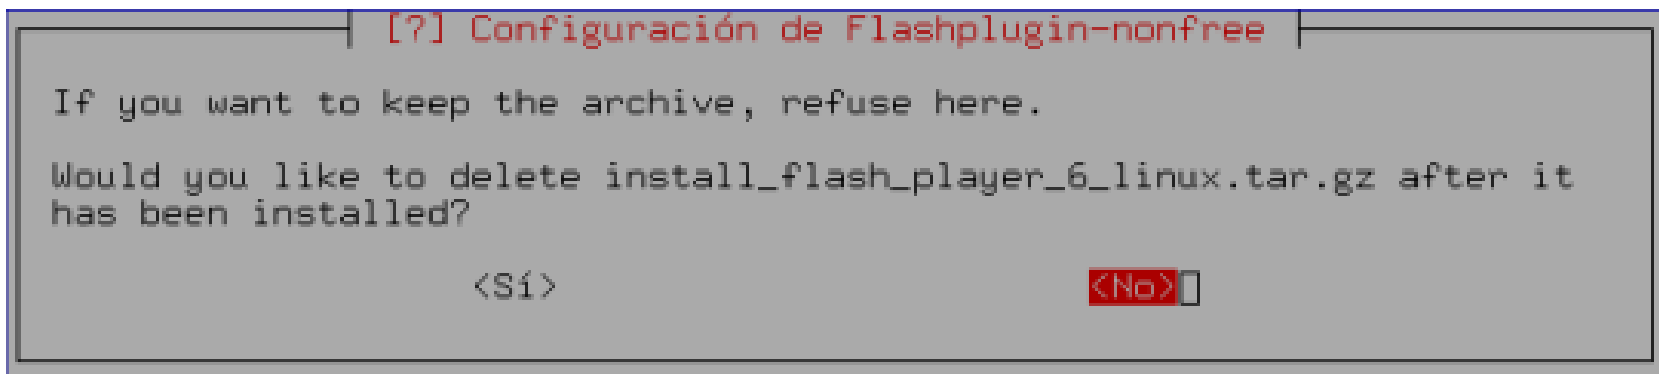 [?] Configuración de Flashplugin-nonfree
If you want to keep the archive, refuse here.
Would you like to delete install_flash_player_6_linux.tar.gz after it
has been installed?
<Sí> <No>